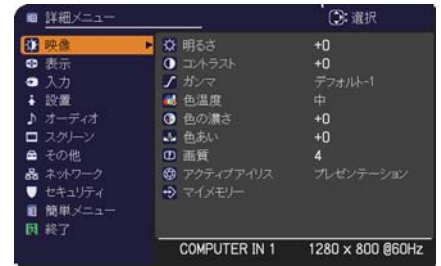 詳細メニュー :選択
映像 明るさ +0
表示 コントラスト +0
入力 ガンマ デフォルト-1
設置 色温度 中
オーディオ 色の濃さ +0
スクリーン 色あい +0
その他 画質 4
ネットワーク アクティブアイリス プレゼンテーション
セキュリティ マイメモリー
簡単メニュー
終了
COMPUTER IN 1 1280 x 800 @60Hz